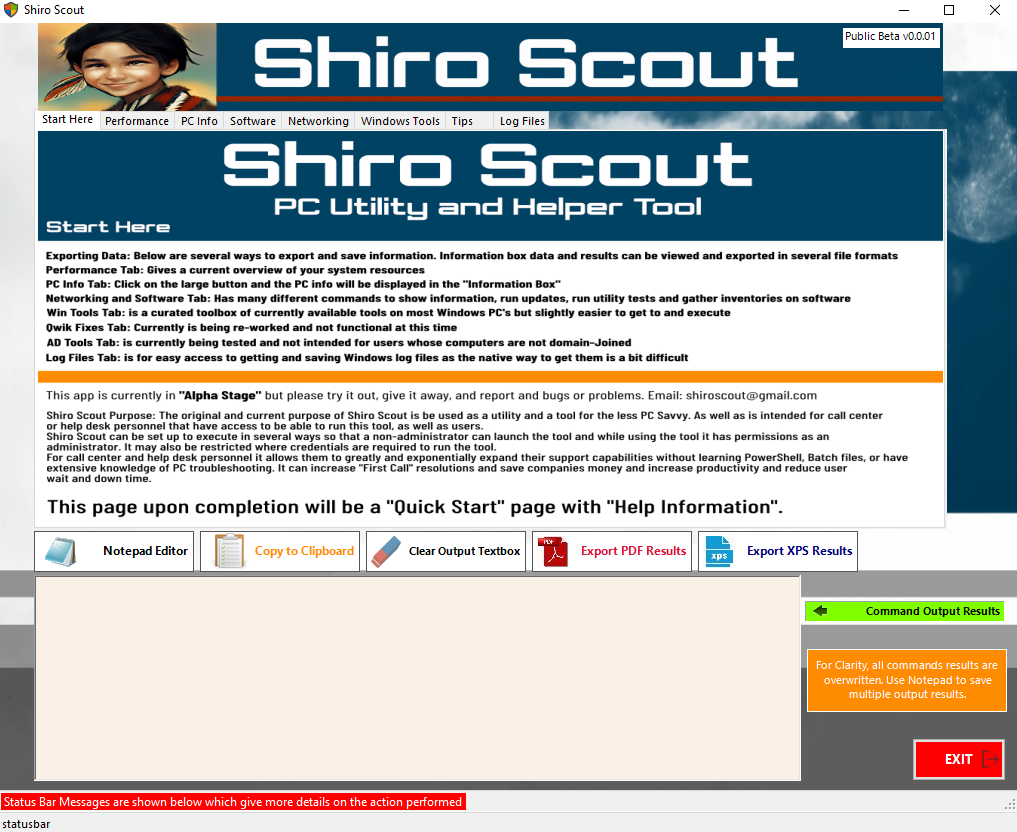 Shiro Scout
Shiro Scout
Public Beta v0.0.01
Start Here Performance PC Info Software Networking Windows Tools Tips Log Files
Shiro Scout
PC Utility and Helper Tool
Start Here
Exporting Data: Below are several ways to export and save information. Information box data and results can be viewed and exported in several file formats
Performance Tab: Gives a current overview of your system resources
PC Info Tab: Click on the large button and the PC info will be displayed in the "Information Box"
Networking and Software Tab: Has many different commands to show information, run updates, run utility tests and gather inventories on software
Win Tools Tab: is a curated toolbox of currently available tools on most Windows PC's but slightly easier to get to and execute
Qwik Fixes Tab: Currently is being re-worked and not functional at this time
AD Tools Tab: is currently being tested and not intended for users whose computers are not domain-Joined
Log Files Tab: is for easy access to getting and saving Windows log files as the native way to get them is a bit difficult
This app is currently in "Alpha Stage" but please try it out, give it away, and report and bugs or problems. Email: shiroscout@gmail.com
Shiro Scout Purpose: The original and current purpose of Shiro Scout is be used as a utility and a tool for the less PC Savvy. As well as is intended for call center
or help desk personnel that have access to be able to run this tool, as well as users.
Shiro Scout can be set up to execute in several ways so that a non-administrator can launch the tool and while using the tool it has permissions as an
administrator. It may also be restricted where credentials are required to run the tool.
For call center and help desk personnel it allows them to greatly and exponentially expand their support capabilities without learning PowerShell, Batch files, or have
extensive knowledge of PC troubleshooting. It can increase "First Call" resolutions and save companies money and increase productivity and reduce user
wait and down time.
This page upon completion will be a "Quick Start" page with "Help Information".
Notepad Editor Copy to Clipboard Clear Output Textbox PDF Export PDF Results xps Export XPS Results
Command Output Results
For Clarity, all commands results are
overwritten. Use Notepad to save
multiple output results.
EXIT
Status Bar Messages are shown below which give more details on the action performed
statusbar